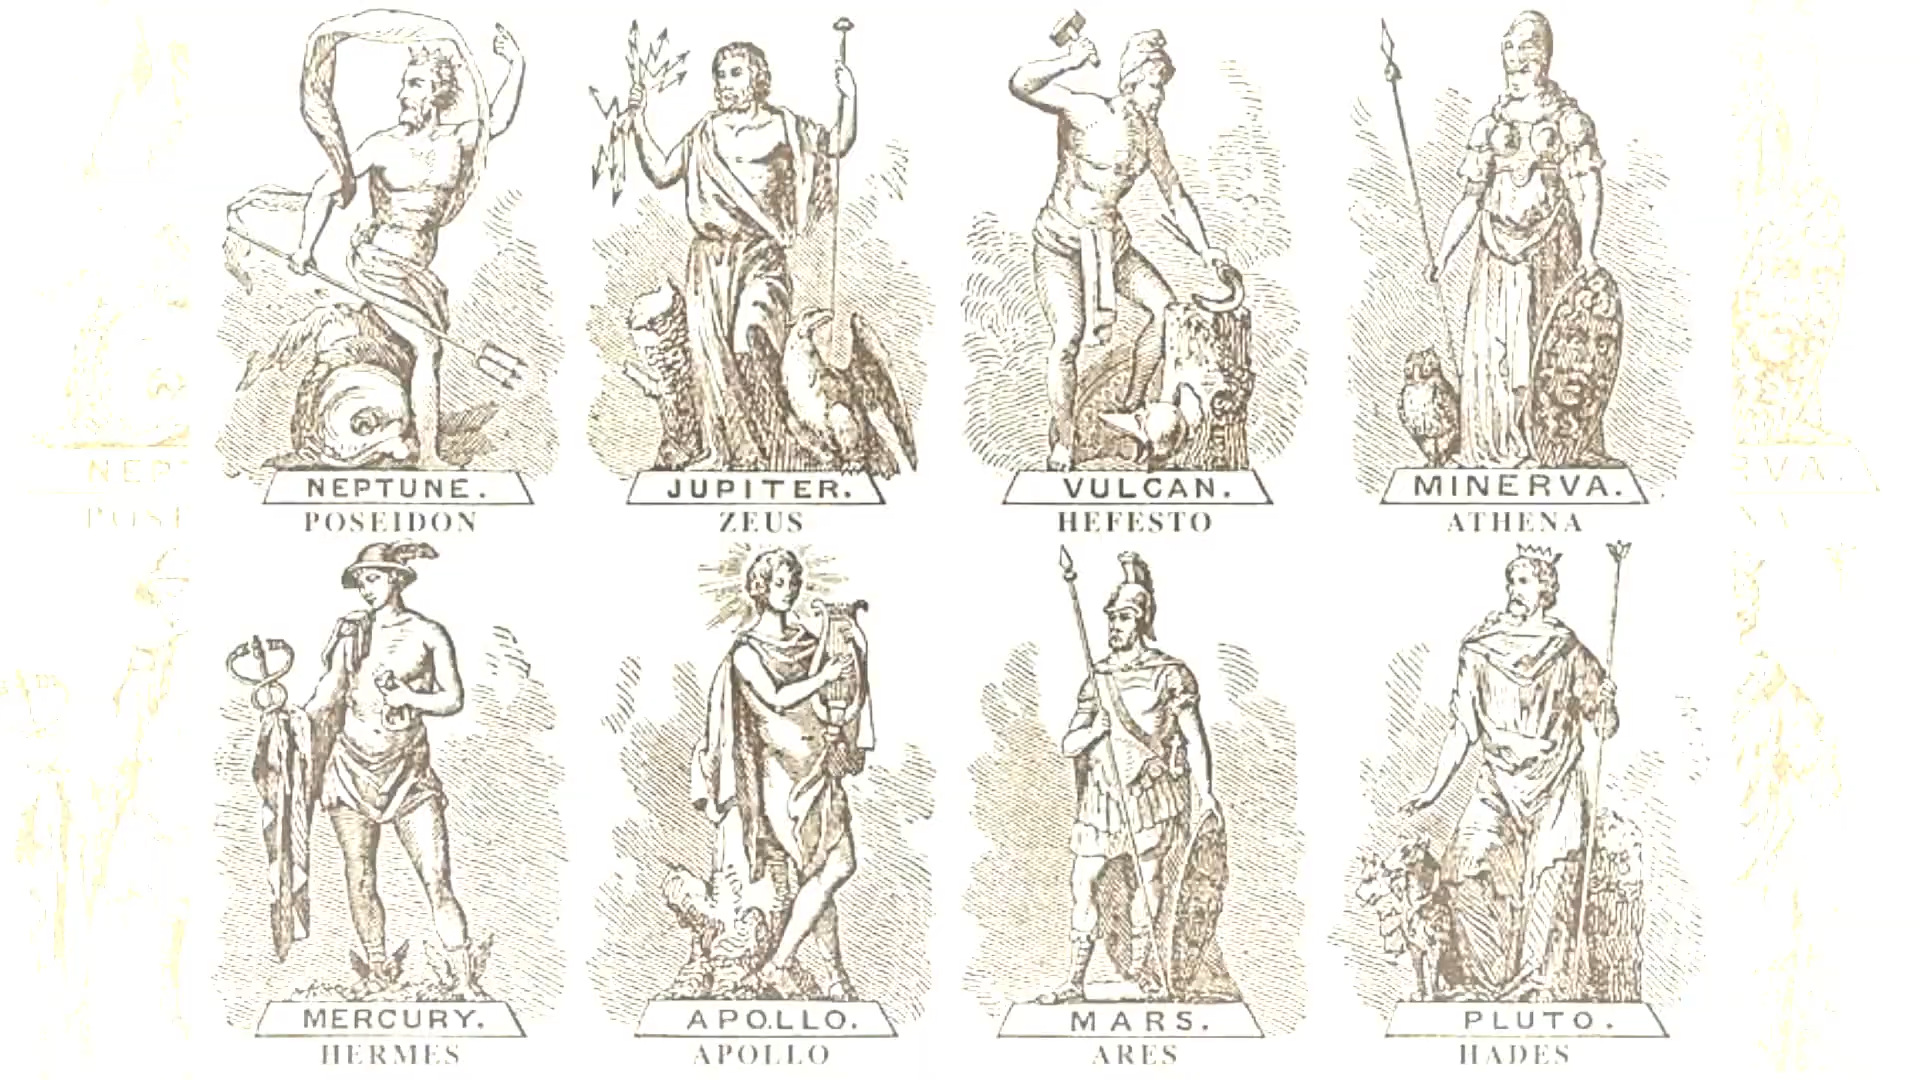 NEPTUNE. JUPITER. VULCAN. MINERVA.
POSEIDON ZEUS HEFESTO ATHENA
MERCURY. APOLLO. MARS. PLUTO.
HERMES APOLLO ARES HADES